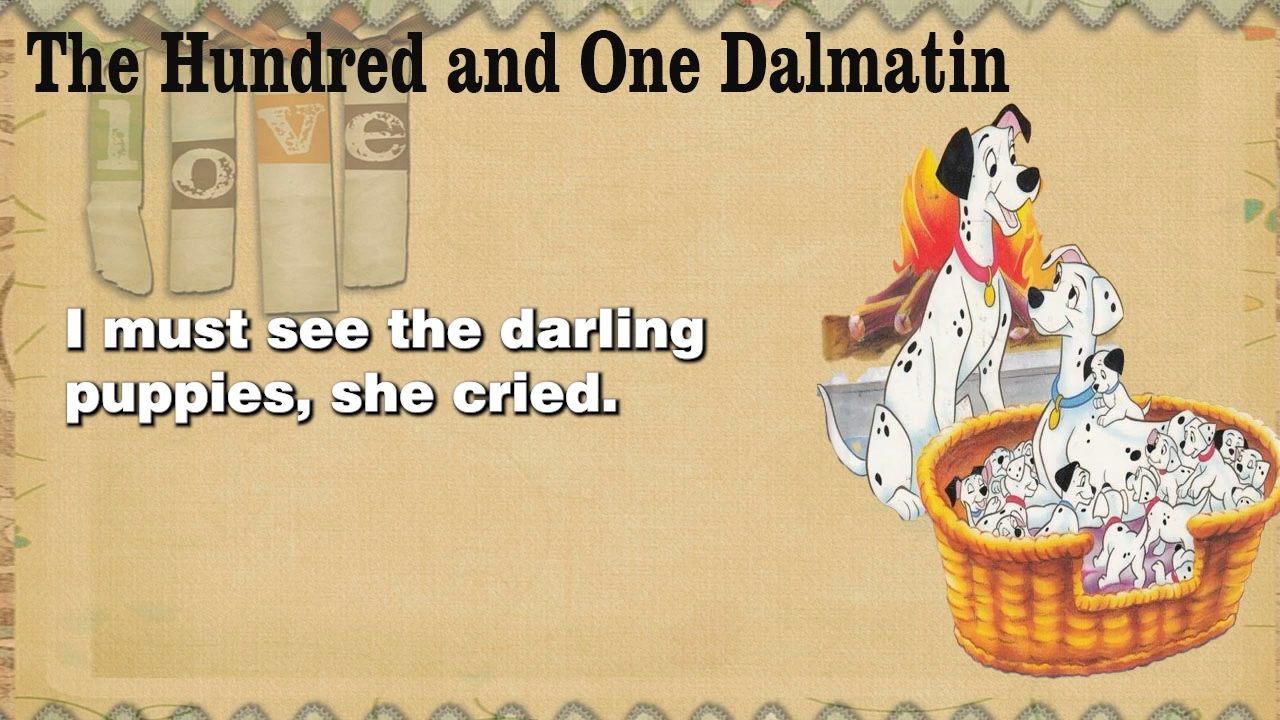 The Hundred and One Dalmatin
love
I must see the darling
puppies, she cried.